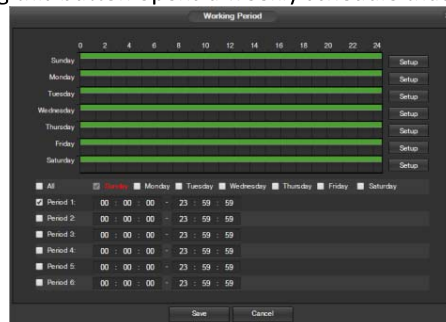 Working Period
0 2 4 6 8 10 12 14 16 18 20 22 24
Sunday Setup
Monday Setup
Tuesday Setup
Wednesday Setup
Thursday Setup
Friday Setup
Saturday Setup
All Sunday Monday Tuesday Wednesday Thursday Friday Saturday
Period 1: 00 : 00 : 00 - 23 : 59 : 59
Period 2: 00 : 00 : 00 - 23 : 59 : 59
Period 3: 00 : 00 : 00 - 23 : 59 : 59
Period 4: 00 : 00 : 00 - 23 : 59 : 59
Period 5: 00 : 00 : 00 - 23 : 59 : 59
Period 6: 00 : 00 : 00 - 23 : 59 : 59
Save Cancel